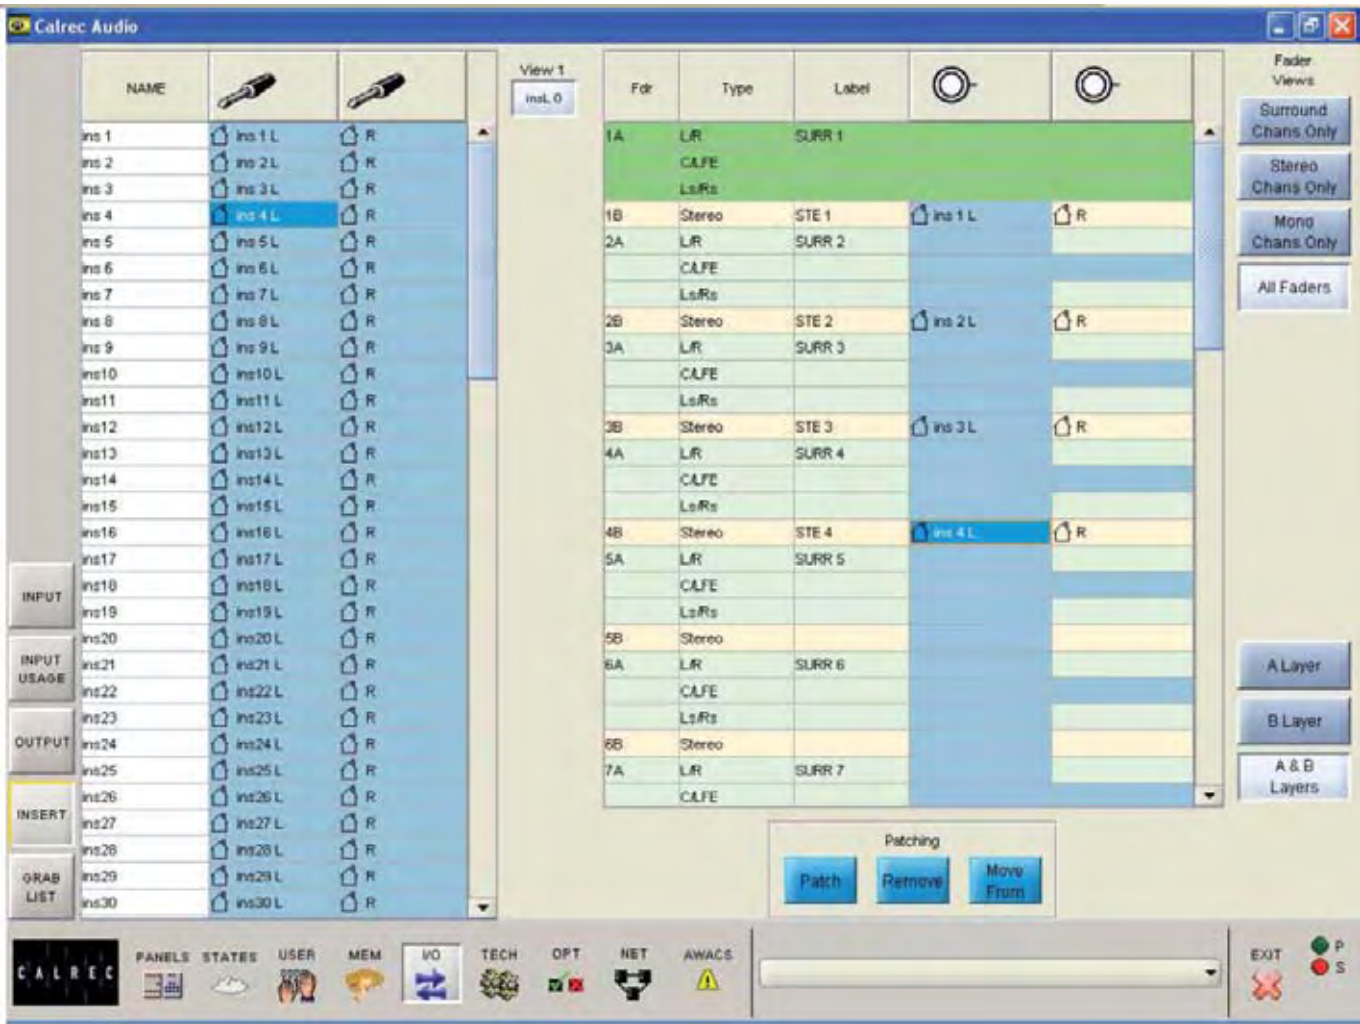 Calrec Audio
NAME
View 1
insL 0
Fdr Type Label
Fader
Views
Surround
Chans Only
Stereo
Chans Only
Mono
Chans Only
All Faders
ins 1 ins 1 L R
ins 2 ins 2 L R
ins 3 ins 3 L R
ins 4 ins 4 L R
ins 5 ins 5 L R
ins 6 ins 6 L R
ins 7 ins 7 L R
ins 8 ins 8 L R
ins 9 ins 9 L R
ins10 ins10 L R
ins11 ins11 L R
ins12 ins12 L R
ins13 ins13 L R
ins14 ins14 L R
ins15 ins15 L R
ins16 ins16 L R
ins17 ins17 L R
ins18 ins18 L R
ins19 ins19 L R
ins20 ins20 L R
ins21 ins21 L R
ins22 ins22 L R
ins23 ins23 L R
ins24 ins24 L R
ins25 ins25 L R
ins26 ins26 L R
ins27 ins27 L R
ins28 ins28 L R
ins29 ins29 L R
ins30 ins30 L R
1A L/R SURR 1
C/LFE
Ls/Rs
1B Stereo STE 1 ins 1 L R
2A L/R SURR 2
C/LFE
Ls/Rs
2B Stereo STE 2 ins 2 L R
3A L/R SURR 3
C/LFE
Ls/Rs
3B Stereo STE 3 ins 3 L R
4A L/R SURR 4
C/LFE
Ls/Rs
4B Stereo STE 4 ins 4 L R
5A L/R SURR 5
C/LFE
Ls/Rs
5B Stereo
6A L/R SURR 6
C/LFE
Ls/Rs
6B Stereo
7A L/R SURR 7
C/LFE
INPUT
INPUT
USAGE
OUTPUT
INSERT
GRAB
LIST
A Layer
B Layer
A & B
Layers
Patching
Patch
Remove
Move
From
CALREC
PANELS STATES USER MEM I/O TECH OPT NET AWACS
EXIT
P
S